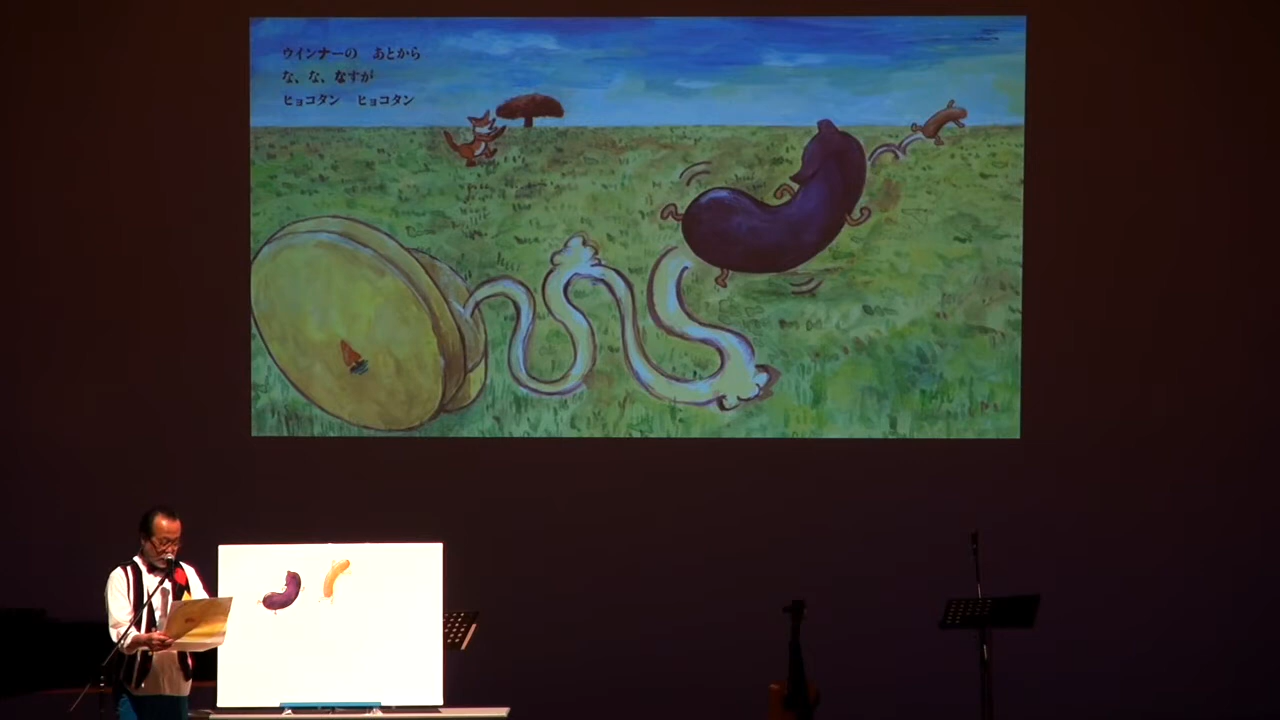 ウインナーの　あとから
な、な、なすが
ヒョコタン　ヒョコタン